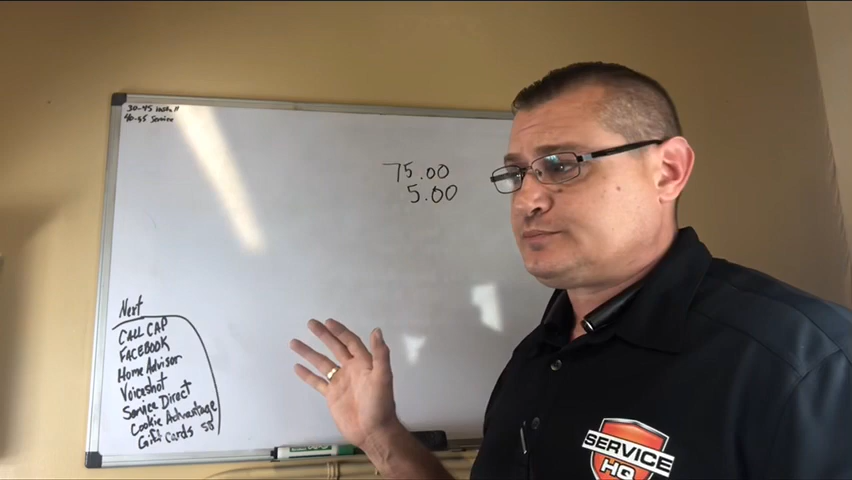 30-45 install
40-45 Service
75.00
5.00
Next
CALL CAP
FACEBOOK
Home Advisor
Voiceshot
Service Direct
Cookie Advantage
Gift Cards
SERVICE
HQ